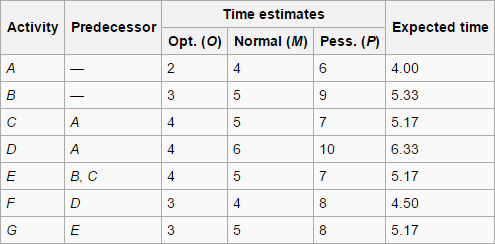 Activity Predecessor Time estimates Expected time
Opt. (O) Normal (M) Pess. (P)
A — 2 4 6 4.00
B — 3 5 9 5.33
C A 4 5 7 5.17
D A 4 6 10 6.33
E B, C 4 5 7 5.17
F D 3 4 8 4.50
G E 3 5 8 5.17